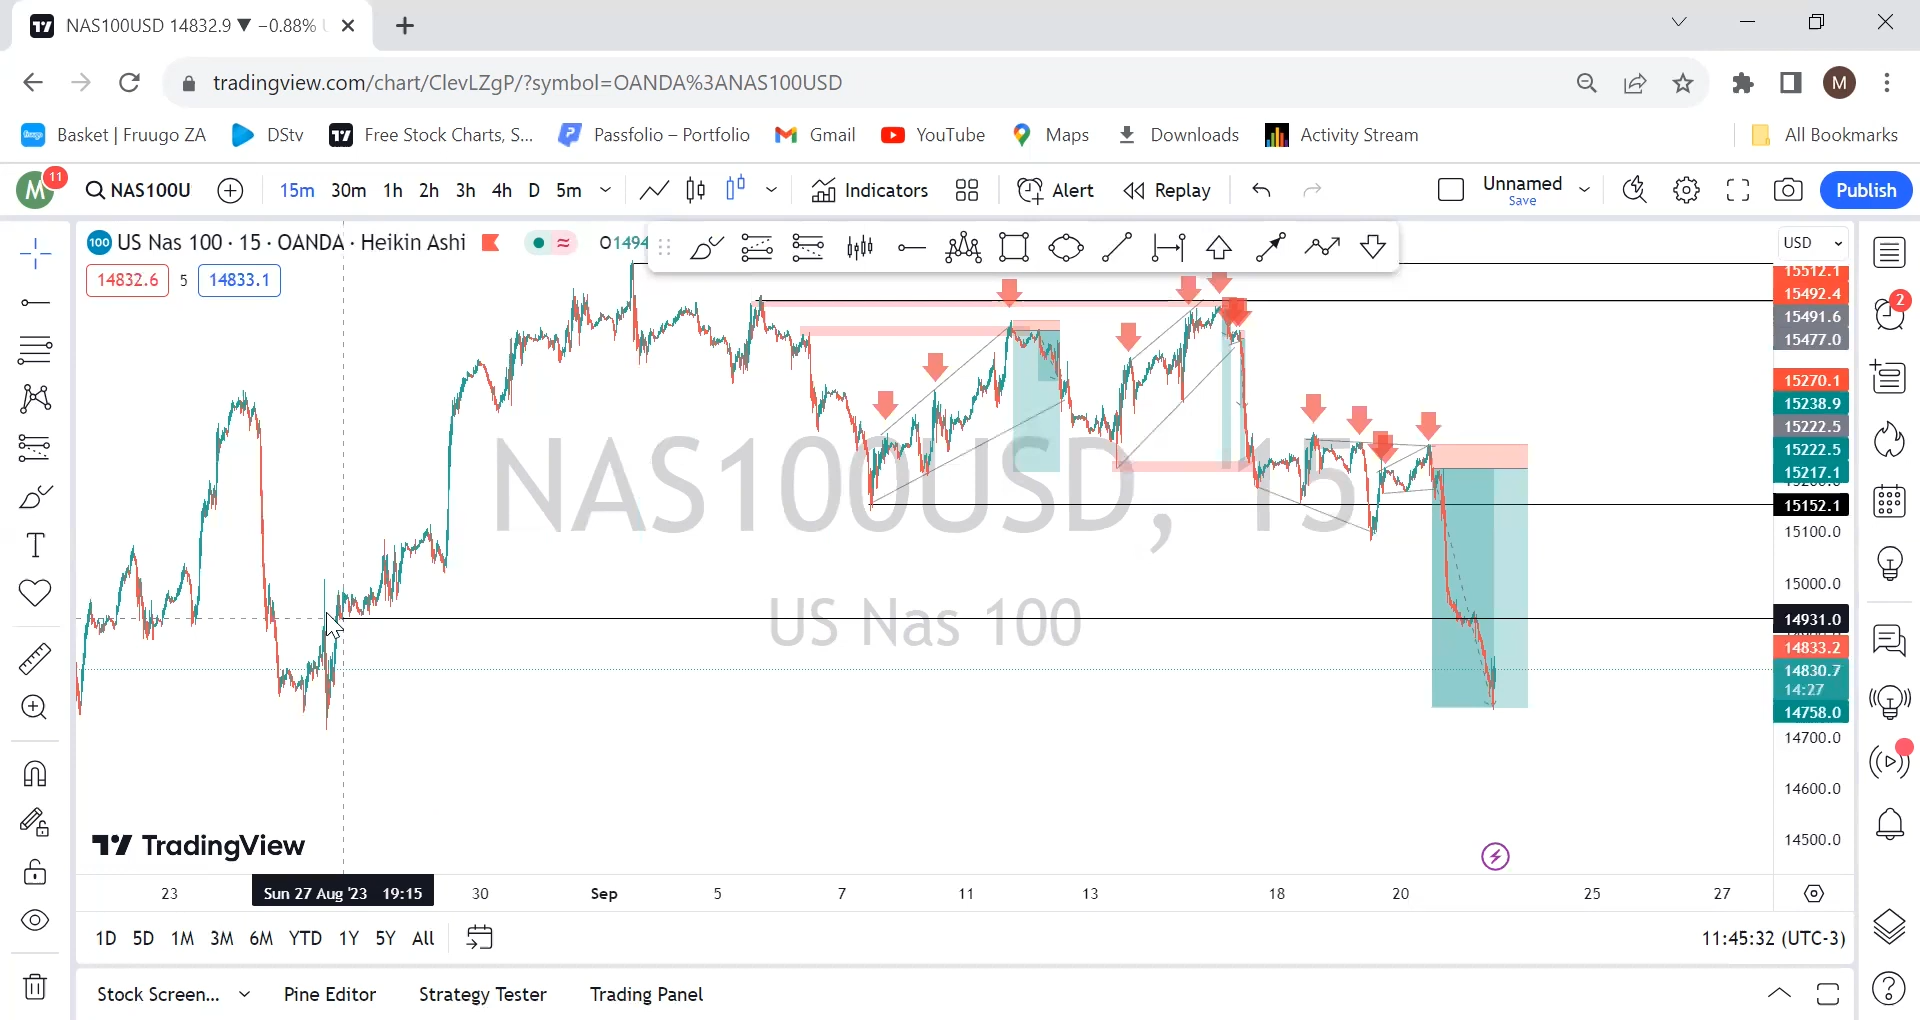 NAS100USD 14832.9 ▼ −0.88%
tradingview.com/chart/ClevLZgP/?symbol=OANDA%3ANAS100USD
M
Basket | Fruugo ZA
DStv
Free Stock Charts, S...
Passfolio – Portfolio
Gmail
YouTube
Maps
Downloads
Activity Stream
All Bookmarks
M 11
NAS100U
15m 30m 1h 2h 3h 4h D 5m
Indicators
Alert
Replay
Unnamed
Save
Publish
100 US Nas 100 · 15 · OANDA · Heikin Ashi
O1494
USD
14832.6 5 14833.1
NAS100USD, 15
US Nas 100
15512.1
15492.4
15491.6
15477.0
15270.1
15238.9
15222.5
15222.5
15217.1
15152.1
15100.0
15000.0
14931.0
14833.2
14830.7
14:27
14758.0
14700.0
14600.0
14500.0
2
TradingView
23 Sun 27 Aug '23 19:15 30 Sep 5 7 11 13 18 20 25 27
1D 5D 1M 3M 6M YTD 1Y 5Y All
11:45:32 (UTC-3)
Stock Screen...
Pine Editor
Strategy Tester
Trading Panel